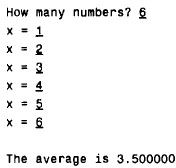 How many numbers? 6
x = 1
x = 2
x = 3
x = 4
x = 5
x = 6
The average is 3.500000